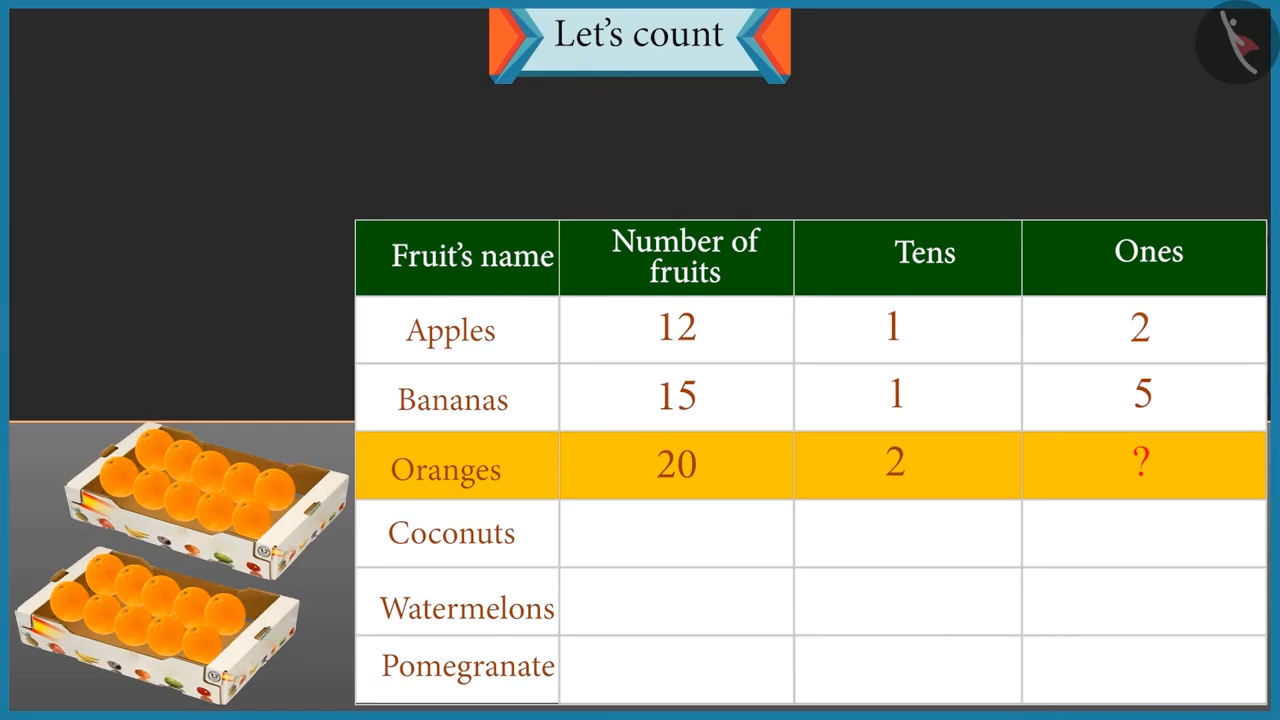 Let's count
Fruit's name Number of fruits Tens Ones
Apples 12 1 2
Bananas 15 1 5
Oranges 20 2 ?
Coconuts
Watermelons
Pomegranate